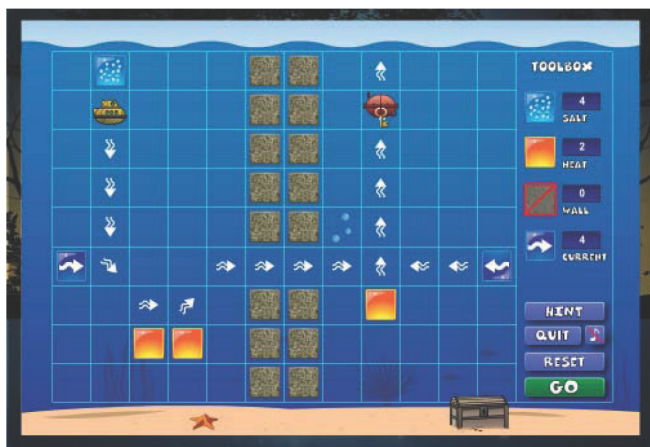 TOOLBOX
4
SALT
2
HEAT
0
WALL
4
CURRENT
HINT
QUIT
RESET
GO